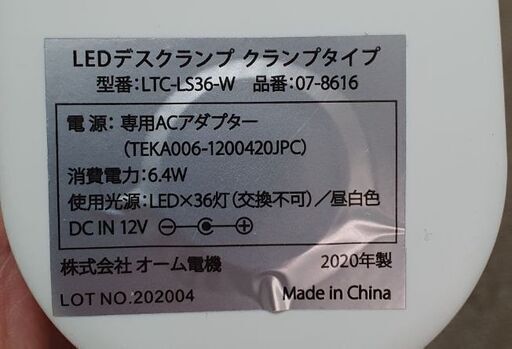 LEDデスクランプ クランプタイプ
型番：LTC-LS36-W 品番：07-8616
電 源：専用ACアダプター
(TEKA006-1200420JPC)
消費電力：6.4W
使用光源：LED×36灯（交換不可）／昼白色
DC IN 12V
株式会社 オーム電機 2020年製
LOT NO.202004 Made in China